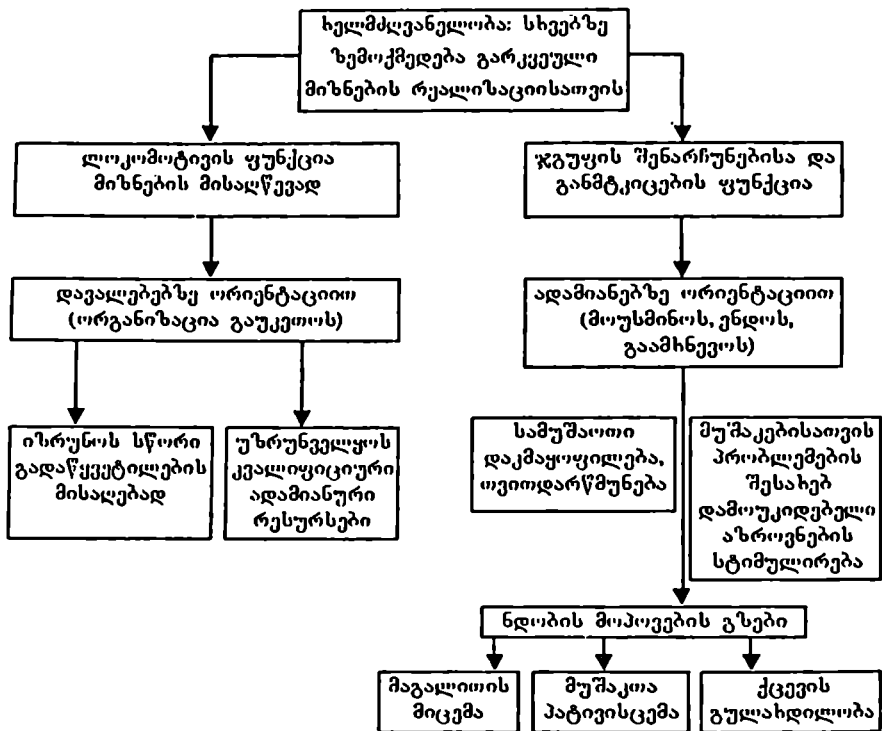 ხელმძღვანელობა: სხვებზე
ზემოქმედება გარკვეული
მიზნების რეალიზაციისათვის
ლოკომოტივის ფუნქცია
მიზნების მისაღწევად
ჯგუფის შენარჩუნებისა და
განმტკიცების ფუნქცია
დავალებებზე ორიენტაციით
(ორგანიზაცია გაუკეთოს)
ადამიანებზე ორიენტაციით
(მოუსმინოს, ენდოს,
გაამხნევოს)
იზრუნოს სწორი
გადაწყვეტილების
მისაღებად
უზრუნველყოს
კვალიფიციური
ადამიანური
რესურსები
სამუშაოთი
დაკმაყოფილება,
თვითდარწმუნება
მუშაკებისათვის
პრობლემების
შესახებ
დამოუკიდებელი
აზროვნების
სტიმულირება
ნდობის მოპოვების გზები
მაგალითის
მიცემა
მუშაკთა
პატივისცემა
ქცევის
გულახდილობა